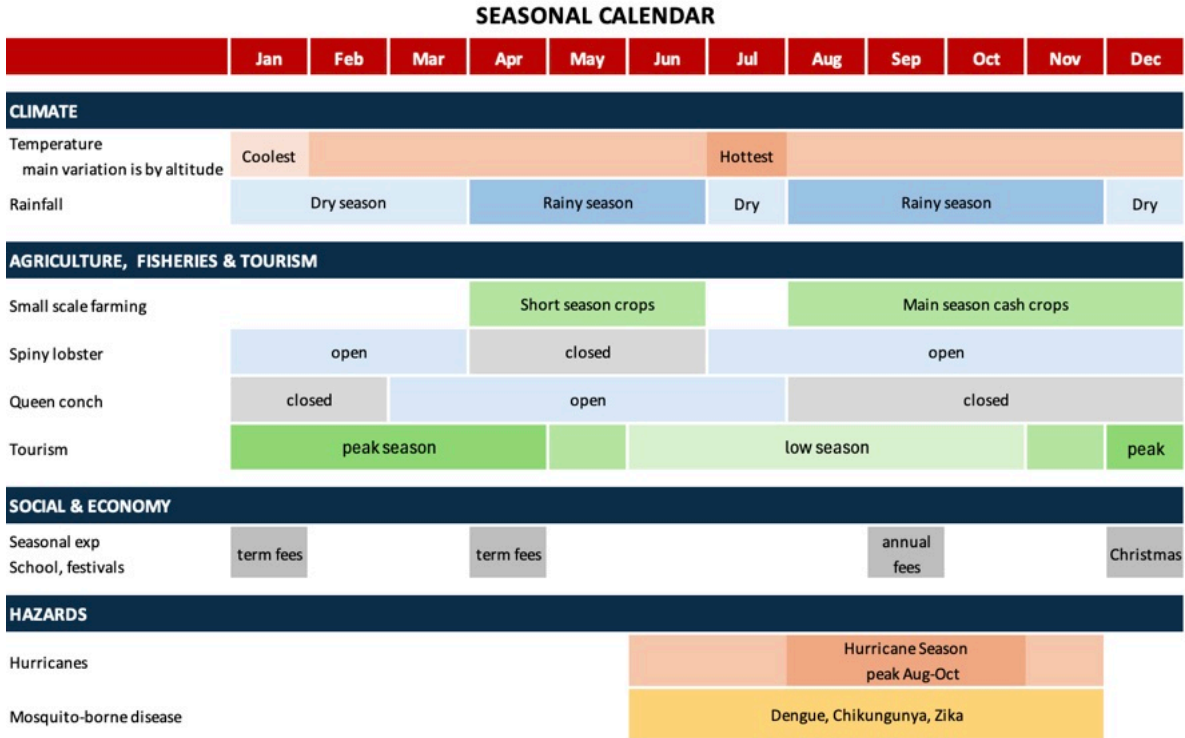 SEASONAL CALENDAR
Jan Feb Mar Apr May Jun Jul Aug Sep Oct Nov Dec
CLIMATE
Temperature
main variation is by altitude
Coolest Hottest
Rainfall Dry season Rainy season Dry Rainy season Dry
AGRICULTURE, FISHERIES & TOURISM
Small scale farming Short season crops Main season cash crops
Spiny lobster open closed open
Queen conch closed open closed
Tourism peak season low season peak
SOCIAL & ECONOMY
Seasonal exp
School, festivals
term fees term fees annual
fees
Christmas
HAZARDS
Hurricanes Hurricane Season
peak Aug-Oct
Mosquito-borne disease Dengue, Chikungunya, Zika